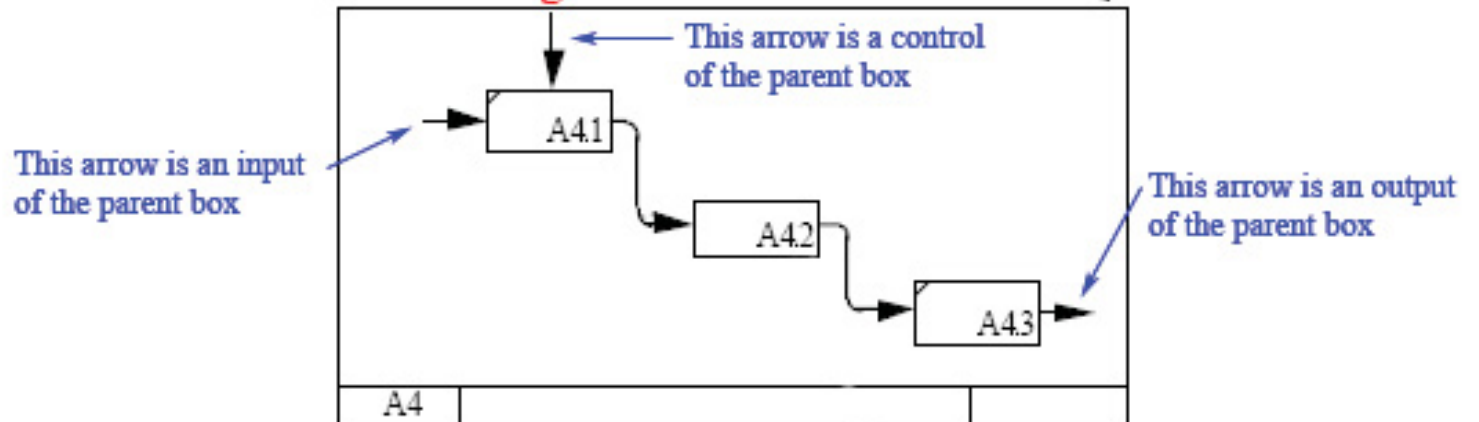 This arrow is a control
of the parent box
A4.1
This arrow is an input
of the parent box
This arrow is an output
of the parent box
A4.2
A4.3
A4